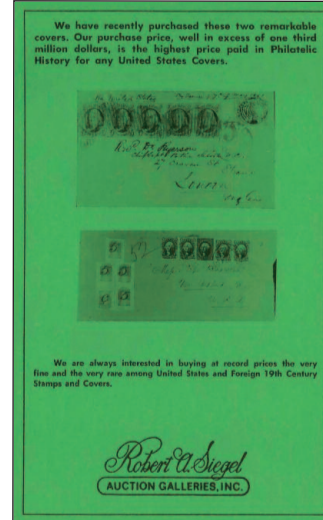 We have recently purchased these two remarkable
covers. Our purchase price, well in excess of one third
million dollars, is the highest price paid in Philatelic
History for any United States Covers.
London
We are always interested in buying at record prices the very
fine and the very rare among United States and Foreign 19th Century
Stamps and Covers.
Robert A. Siegel
AUCTION GALLERIES, INC.